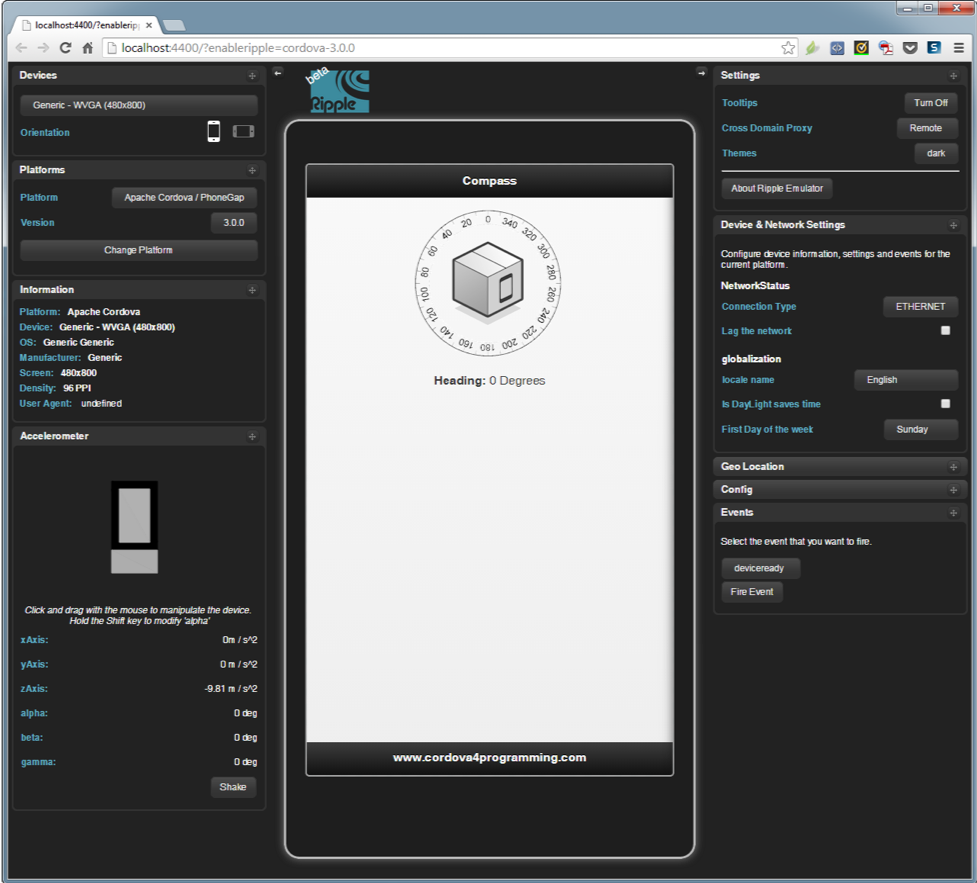 localhost:4400/?enableripp
localhost:4400/?enableripple=cordova-3.0.0
Devices
Generic - WVGA (480x800)
Orientation
Platforms
Platform Apache Cordova / PhoneGap
Version 3.0.0
Change Platform
Information
Platform: Apache Cordova
Device: Generic - WVGA (480x800)
OS: Generic Generic
Manufacturer: Generic
Screen: 480x800
Density: 96 PPI
User Agent: undefined
Accelerometer
Click and drag with the mouse to manipulate the device.
Hold the Shift key to modify 'alpha'
xAxis: 0m / s^2
yAxis: 0 m / s^2
zAxis: -9.81 m / s^2
alpha: 0 deg
beta: 0 deg
gamma: 0 deg
Shake
beta
Ripple
Compass
0 20 40 60 80 100 120 140 160 180 200 220 240 260 280 300 320 340
Heading: 0 Degrees
www.cordova4programming.com
Settings
Tooltips Turn Off
Cross Domain Proxy Remote
Themes dark
About Ripple Emulator
Device & Network Settings
Configure device information, settings and events for the
current platform.
NetworkStatus
Connection Type ETHERNET
Lag the network
globalization
locale name English
Is DayLight saves time
First Day of the week Sunday
Geo Location
Config
Events
Select the event that you want to fire.
deviceready
Fire Event